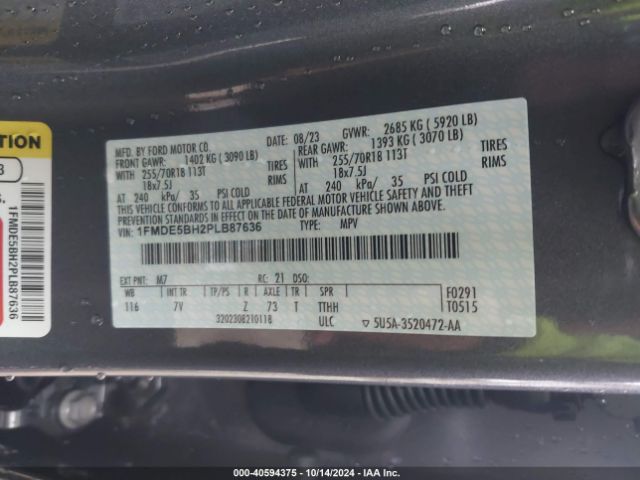 MFD. BY FORD MOTOR CO.
DATE: 08/23 GVWR: 2685 KG ( 5920 LB)
FRONT GAWR: 1402 KG ( 3090 LB) REAR GAWR: 1393 KG ( 3070 LB)
WITH 255/70R18 113T TIRES WITH 255/70R18 113T TIRES
18x7.5J RIMS 18x7.5J RIMS
AT 240 kPa/ 35 PSI COLD AT 240 kPa/ 35 PSI COLD
THIS VEHICLE CONFORMS TO ALL APPLICABLE FEDERAL MOTOR VEHICLE SAFETY AND THEFT
PREVENTION STANDARDS IN EFFECT ON THE DATE OF MANUFACTURE SHOWN ABOVE.
VIN: 1FMDE5BH2PLB87636 TYPE: MPV
EXT PNT: M7 RC: 21 DSO:
WB INT TR TP/PS R AXLE TR SPR F0291
116 7V Z 73 T TTHH T0515
3202308210118 ULC 5U5A-3520472-AA
TION
3
1FMDE5BH2PLB87636
000-40594375 - 10/14/2024 - IAA Inc.